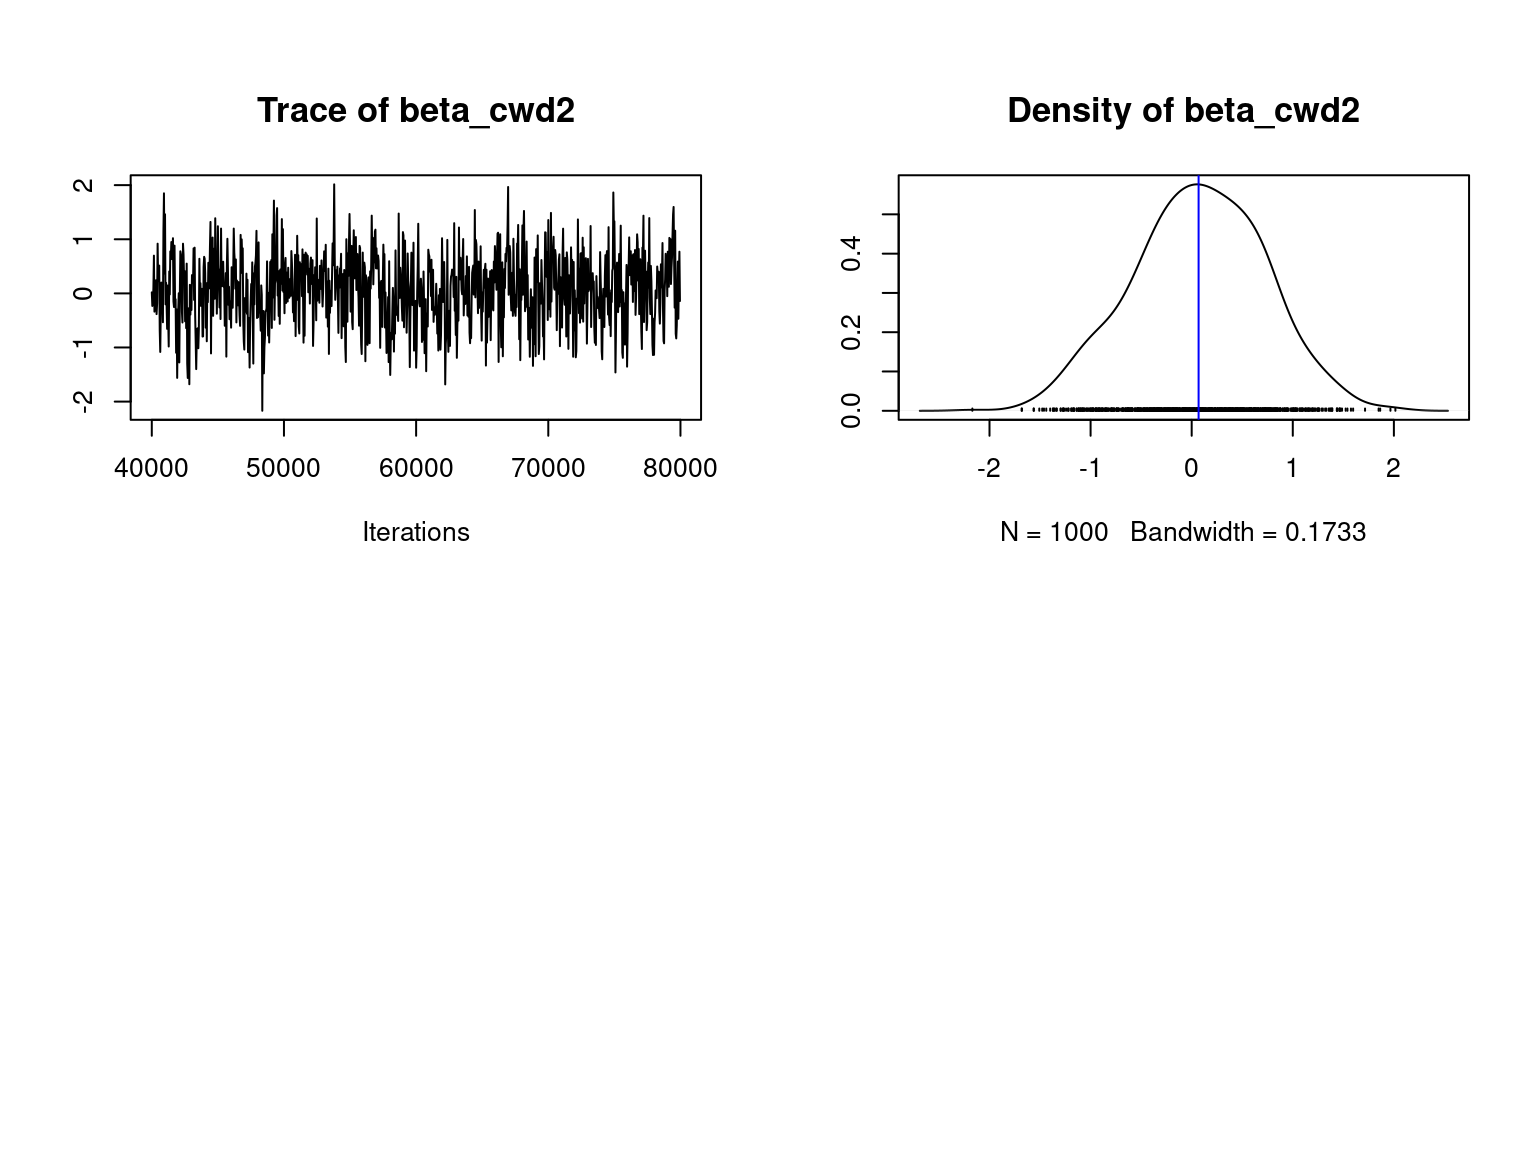 Trace of beta_cwd2
2
1
0
-1
-2
40000 50000 60000 70000 80000
Iterations
Density of beta_cwd2
0.4
0.2
0.0
-2 -1 0 1 2
N = 1000 Bandwidth = 0.1733